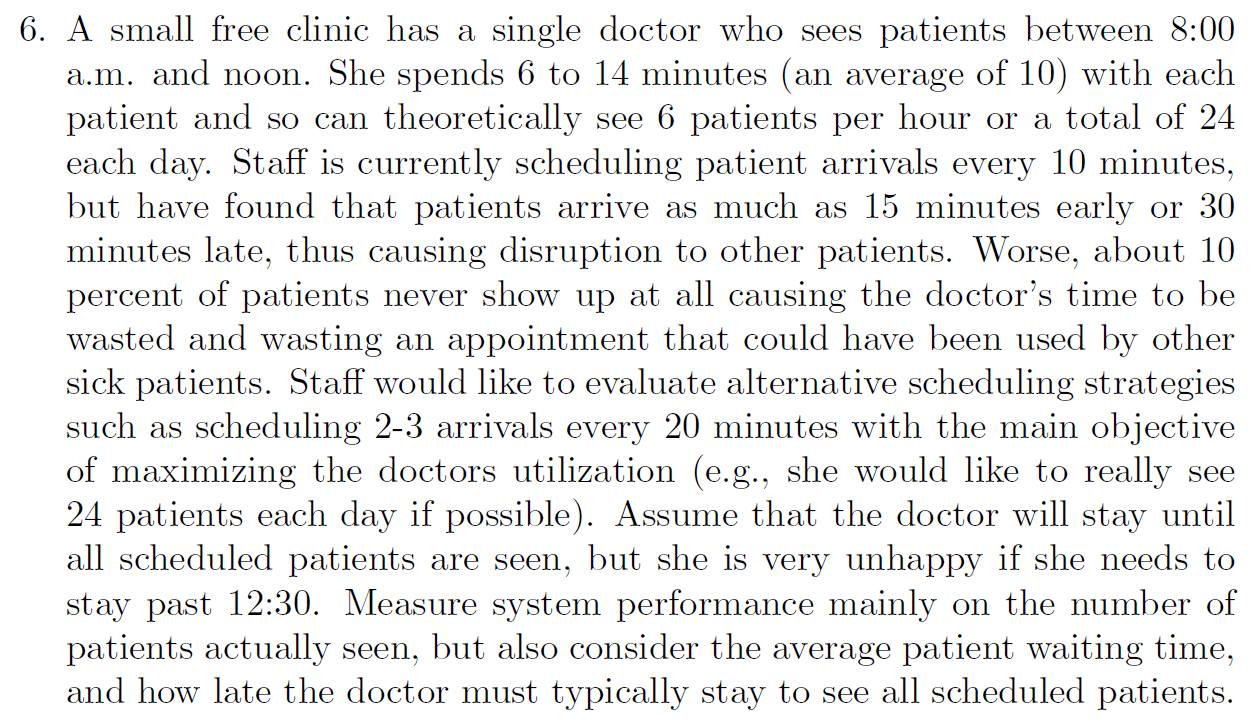 6. A small free clinic has a single doctor who sees patients between 8:00
a.m. and noon. She spends 6 to 14 minutes (an average of 10) with each
patient and so can theoretically see 6 patients per hour or a total of 24
each day. Staff is currently scheduling patient arrivals every 10 minutes,
but have found that patients arrive as much as 15 minutes early or 30
minutes late, thus causing disruption to other patients. Worse, about 10
percent of patients never show up at all causing the doctor's time to be
wasted and wasting an appointment that could have been used by other
sick patients. Staff would like to evaluate alternative scheduling strategies
such as scheduling 2-3 arrivals every 20 minutes with the main objective
of maximizing the doctors utilization (e.g., she would like to really see
24 patients each day if possible). Assume that the doctor will stay until
all scheduled patients are seen, but she is very unhappy if she needs to
stay past 12:30. Measure system performance mainly on the number of
patients actually seen, but also consider the average patient waiting time,
and how late the doctor must typically stay to see all scheduled patients.